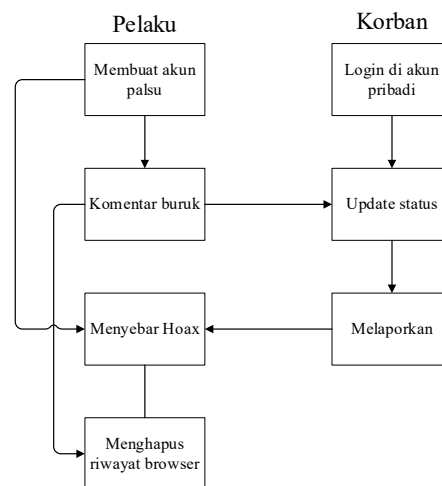 Pelaku
Korban
Membuat akun
palsu
Login di akun
pribadi
Komentar buruk
Update status
Menyebar Hoax
Melaporkan
Menghapus
riwayat browser